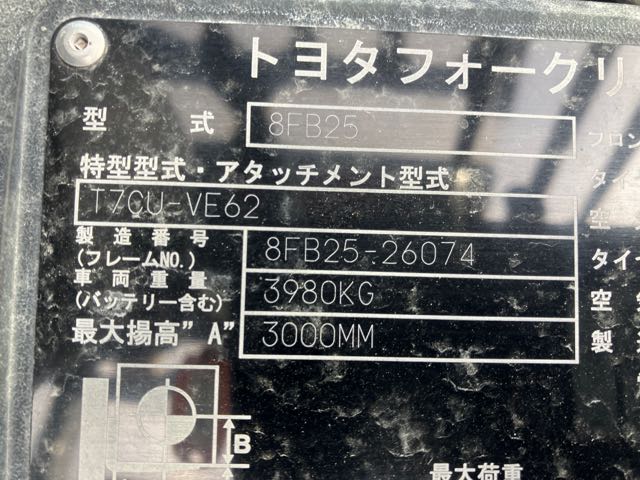 トヨタフォークリ
型式 8FB25 フロン
特型型式・アタッチメント型式 タイ
T7CU-VE62 空
製造番号
(フレームNO.) 8FB25-26074 タイヤ
車両重量
(バッテリー含む) 3980KG 空
最大揚高"A" 3000MM 製
B
最大荷重